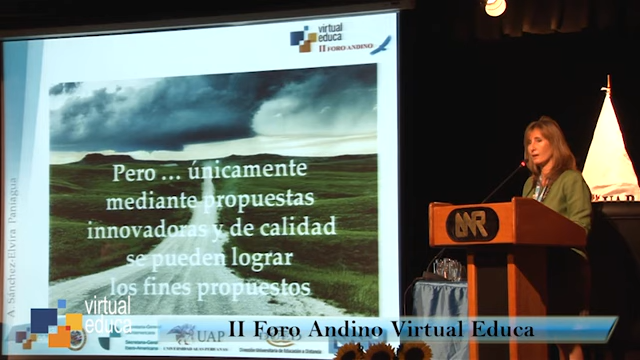 virtual
educa
II FORO ANDINO
Pero ... únicamente
mediante propuestas
innovadoras y de calidad
se pueden lograr
los fines propuestos
A. Sánchez-Elvira Paniagua
ANR
virtual
educa
UAP
II Foro Andino Virtual Educa